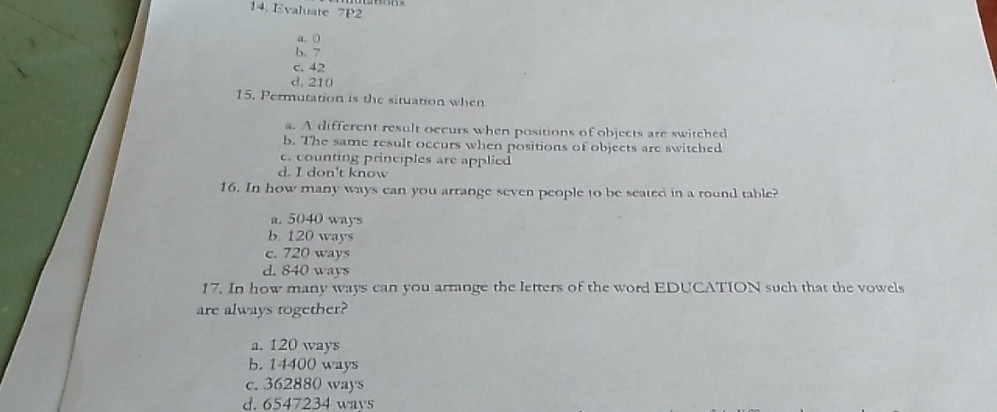 14. Evaluate 7P2
a. 0
b. 7
c. 42
d. 210
15. Permutation is the situation when
a. A different result occurs when positions of objects are switched
b. The same result occurs when positions of objects are switched
c. counting principles are applied
d. I don't know
16. In how many ways can you arrange seven people to be seated in a round table?
a. 5040 ways
b. 120 ways
c. 720 ways
d. 840 ways
17. In how many ways can you arrange the letters of the word EDUCATION such that the vowels
are always together?
a. 120 ways
b. 14400 ways
c. 362880 ways
d. 6547234 ways